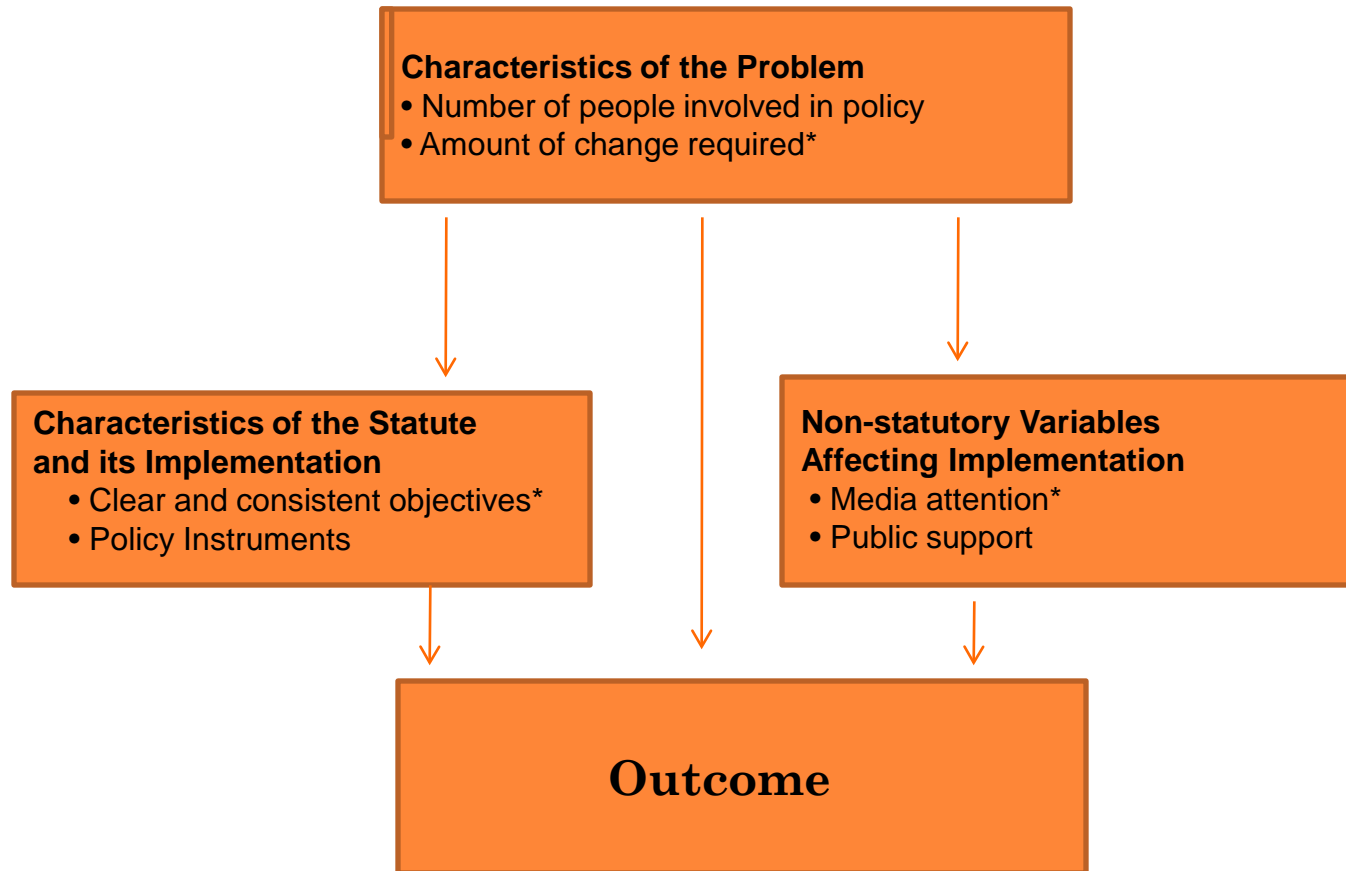 Characteristics of the Problem
• Number of people involved in policy
• Amount of change required*
Characteristics of the Statute
and its Implementation
• Clear and consistent objectives*
• Policy Instruments
Non-statutory Variables
Affecting Implementation
• Media attention*
• Public support
Outcome